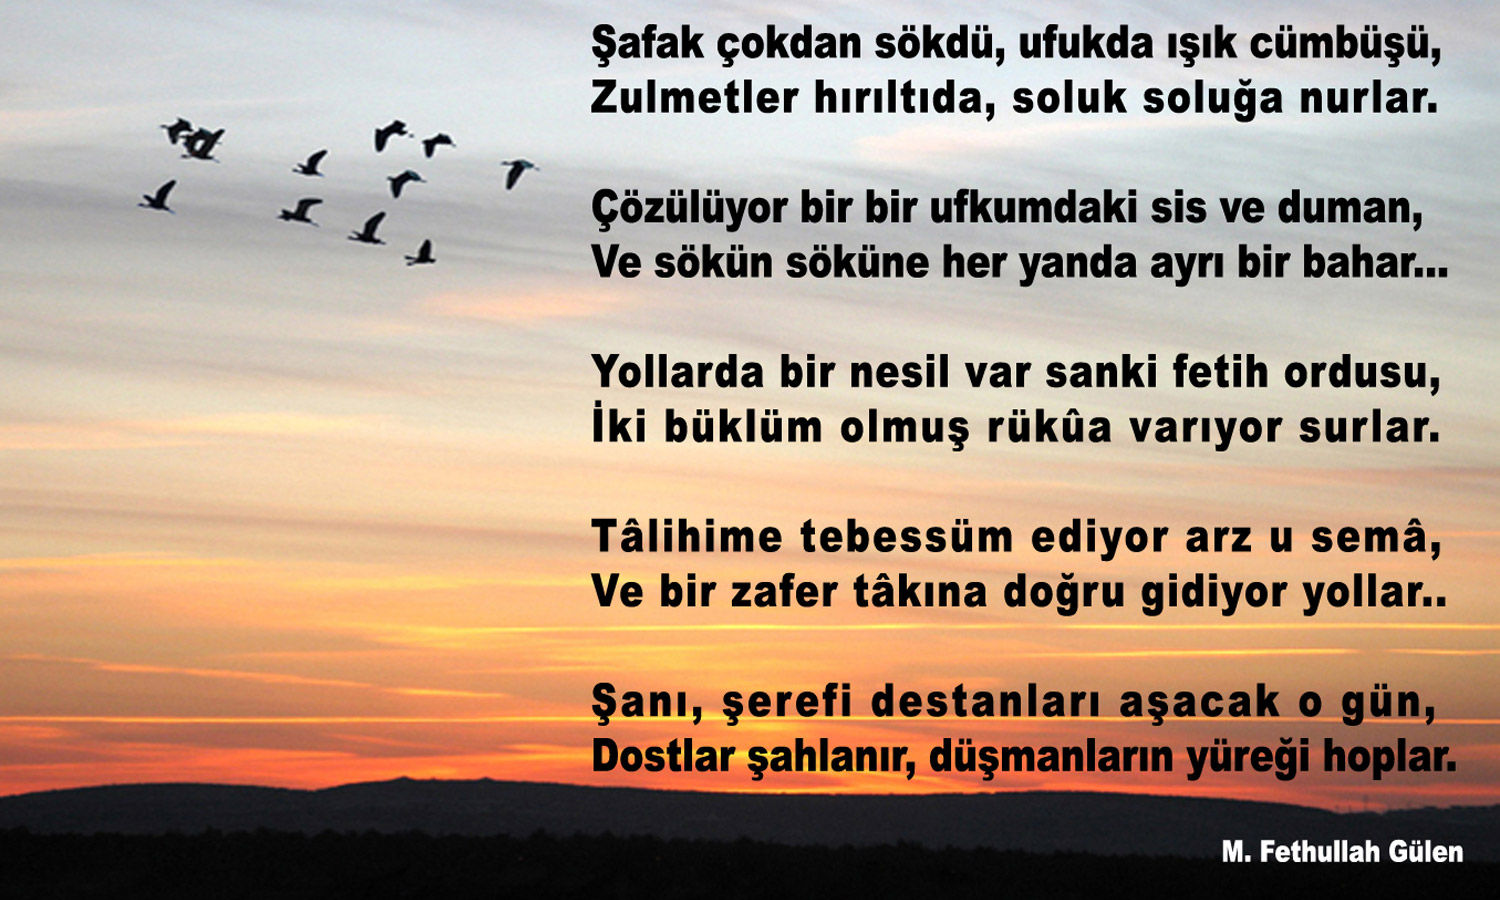 Şafak çokdan sökdü, ufukda ışık cümbüşü,
Zulmetler hırıltıda, soluk soluğa nurlar.
Çözülüyor bir bir ufkumdaki sis ve duman,
Ve sökün söküne her yanda ayrı bir bahar...
Yollarda bir nesil var sanki fetih ordusu,
İki büklüm olmuş rükûa varıyor surlar.
Tâlihime tebessüm ediyor arz u semâ,
Ve bir zafer tâkına doğru gidiyor yollar..
Şanı, şerefi destanları aşacak o gün,
Dostlar şahlanır, düşmanların yüreği hoplar.
M. Fethullah Gülen